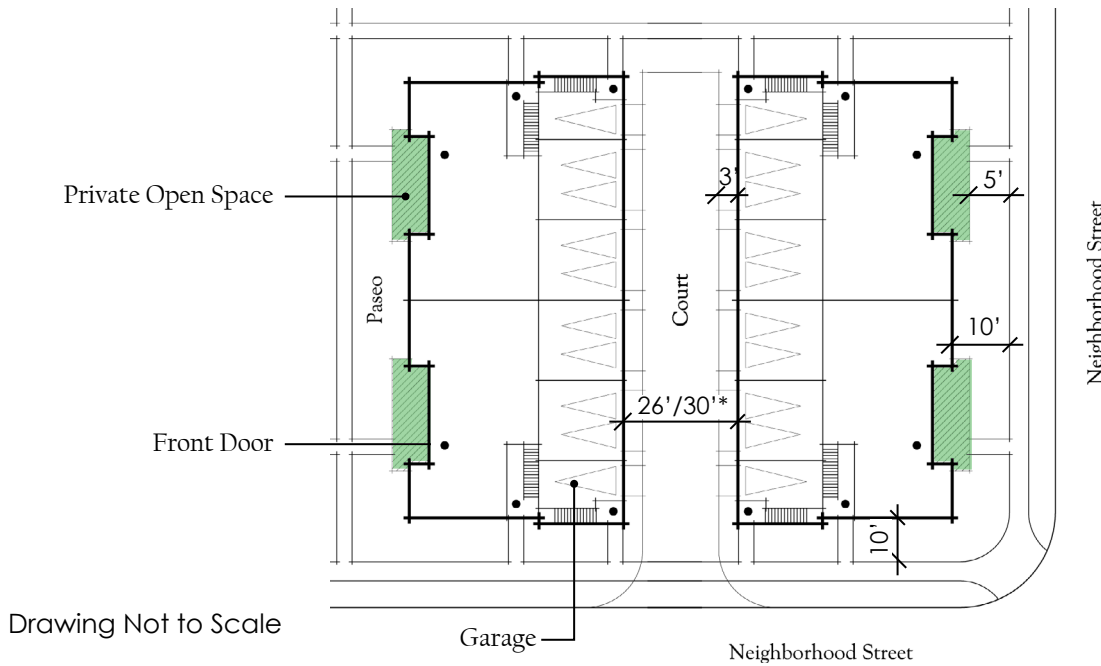 Private Open Space
Front Door
Garage
Drawing Not to Scale
Paseo
Court
3'
5'
10'
26'/30'*
10'
Neighborhood Street
Neighborhood Street